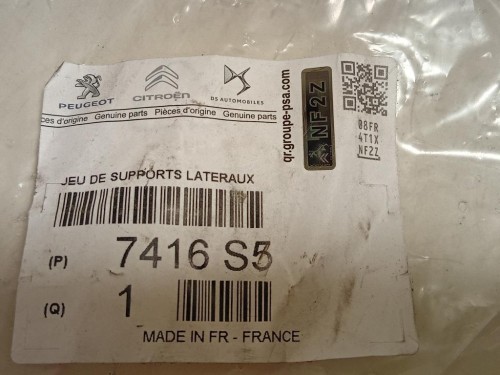 PEUGEOT
CITROËN
DS AUTOMOBILES
ces d'origine Genuine parts Pièces d'origine Genuine parts
qr.groupe-psa.com
NF2Z
08FR
4T1X
NF2Z
JEU DE SUPPORTS LATERAUX
(P) 7416 S5
(Q) 1
MADE IN FR - FRANCE